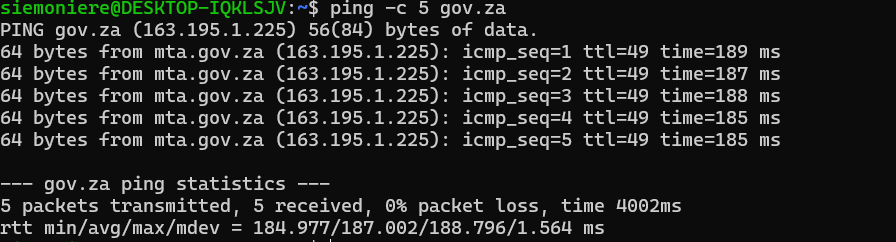 siemoniere@DESKTOP-IQKLSJV:~$ ping -c 5 gov.za
PING gov.za (163.195.1.225) 56(84) bytes of data.
64 bytes from mta.gov.za (163.195.1.225): icmp_seq=1 ttl=49 time=189 ms
64 bytes from mta.gov.za (163.195.1.225): icmp_seq=2 ttl=49 time=187 ms
64 bytes from mta.gov.za (163.195.1.225): icmp_seq=3 ttl=49 time=188 ms
64 bytes from mta.gov.za (163.195.1.225): icmp_seq=4 ttl=49 time=185 ms
64 bytes from mta.gov.za (163.195.1.225): icmp_seq=5 ttl=49 time=185 ms
--- gov.za ping statistics ---
5 packets transmitted, 5 received, 0% packet loss, time 4002ms
rtt min/avg/max/mdev = 184.977/187.002/188.796/1.564 ms